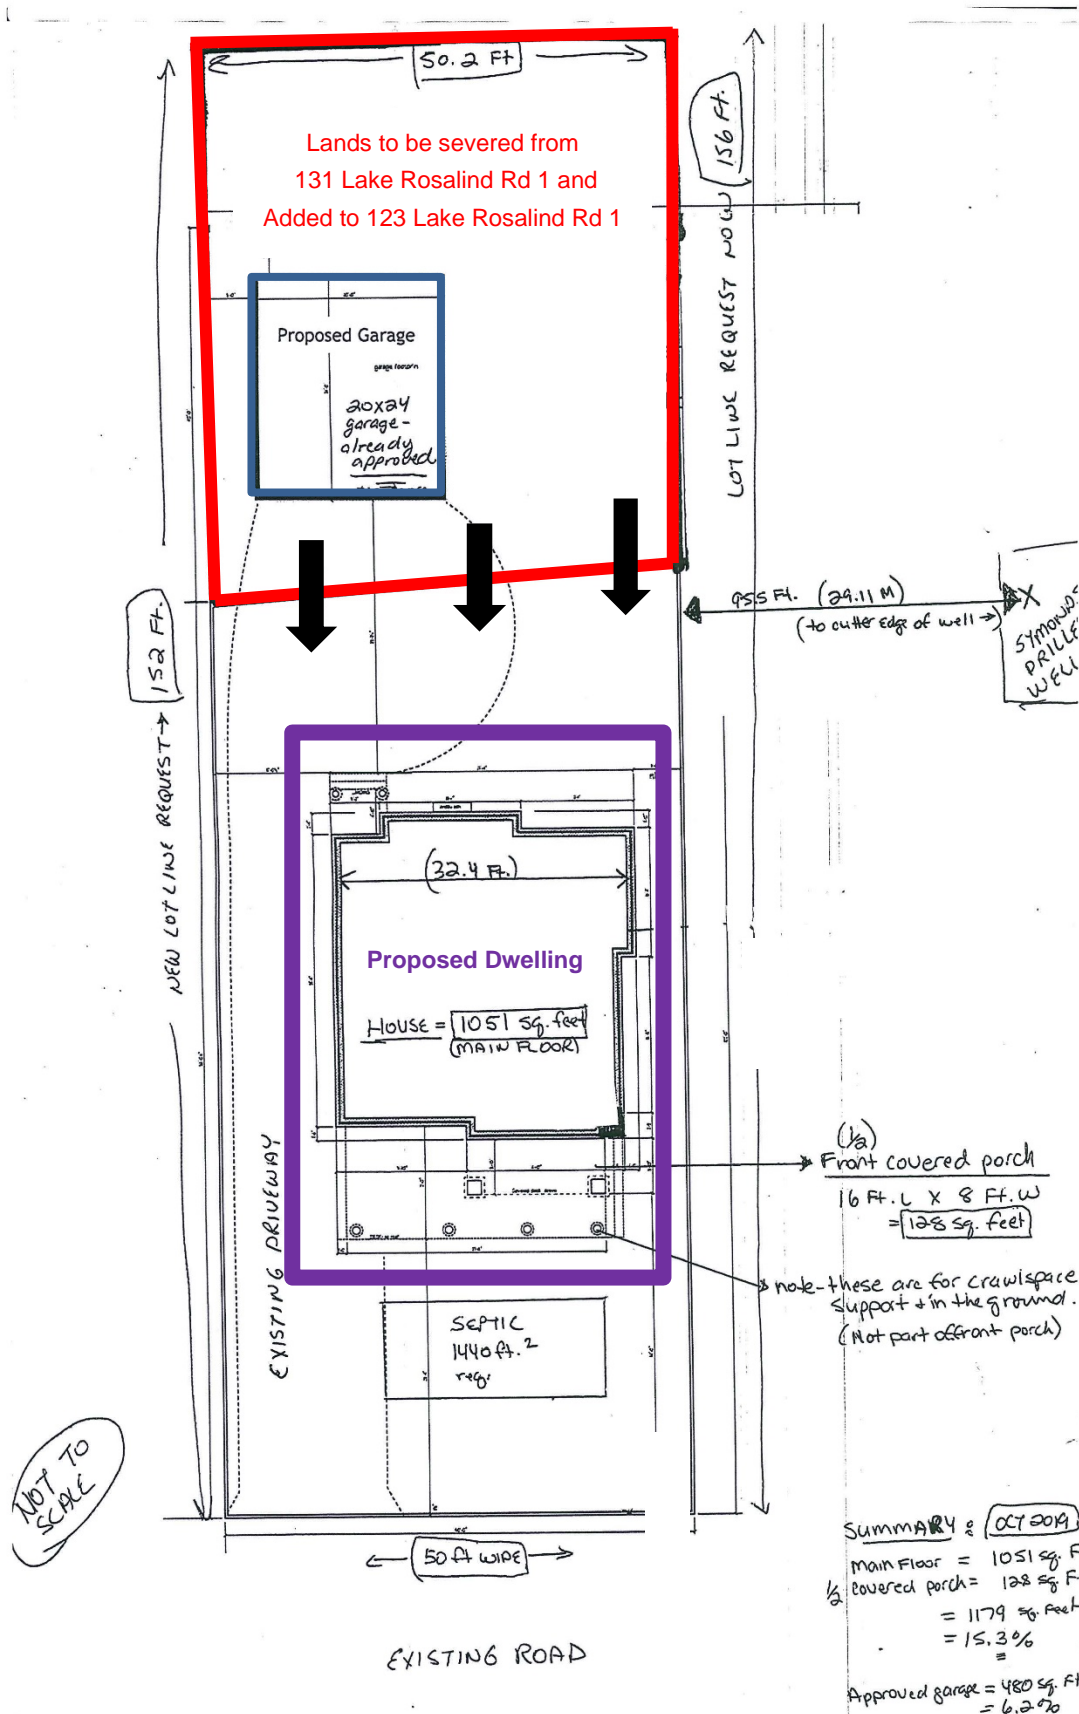 50.2 Ft
Lands to be severed from
131 Lake Rosalind Rd 1 and
Added to 123 Lake Rosalind Rd 1
156 Ft.
LOT LINE REQUEST NOW
Proposed Garage
garage footprin
20x24
garage-
already
approved
95.5 Ft. (29.11 M)
(to outter edge of well →)
X
SYMONDS
DRILLE
WELL
152 Ft.
NEW LOT LINE REQUEST→
(32.4 Ft.)
Proposed Dwelling
HOUSE = 1051 sq. feet
(MAIN FLOOR)
EXISTING DRIVEWAY
(1/2)
Front covered porch
16 Ft. L X 8 Ft. W
= 128 sq. feet
note-these are for crawlspace
support + in the ground.
(Not part of front porch)
SEPTIC
1440 ft.²
req.
NOT TO
SCALE
50 ft WIDE
EXISTING ROAD
SUMMARY : OCT 2019
Main Floor = 1051 sq. F
1/2 covered porch = 128 sq. F
= 1179 sq. feet
= 15.3%
Approved garage = 480 sq. Ft
= 6.2%